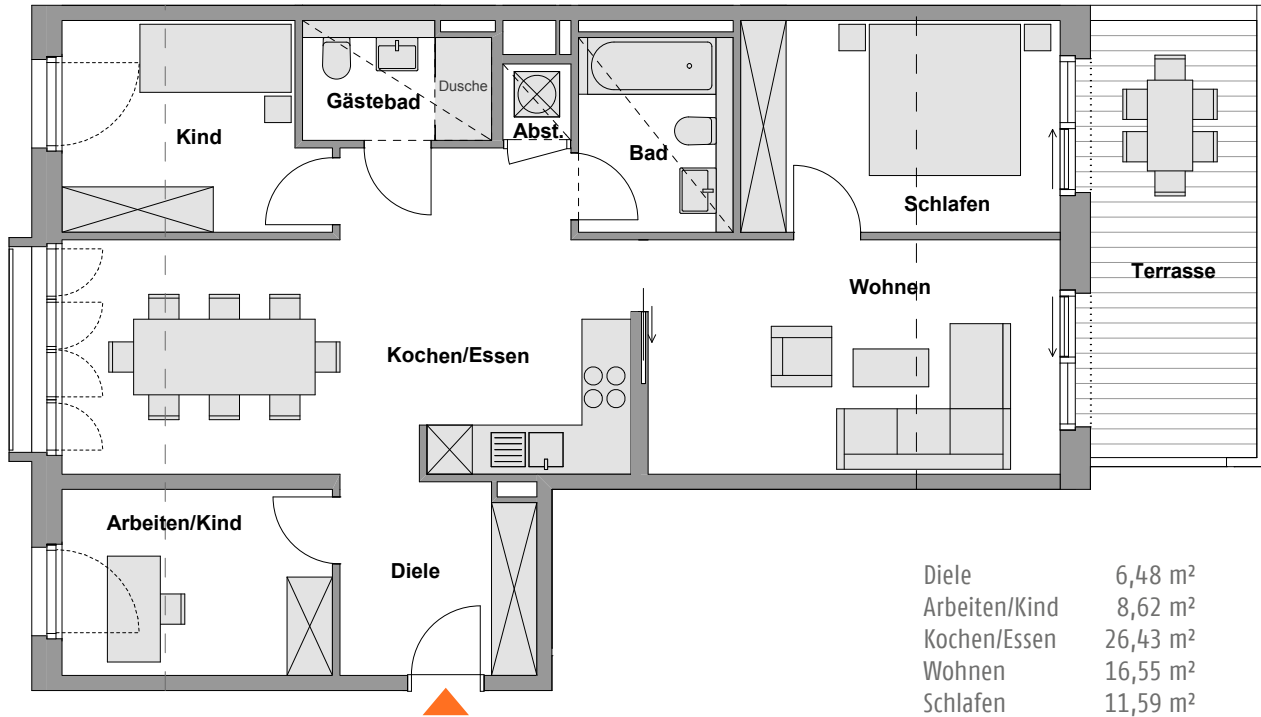 Kind
Gästebad
Dusche
Abst.
Bad
Schlafen
Terrasse
Wohnen
Kochen/Essen
Arbeiten/Kind
Diele
Diele 6,48 m²
Arbeiten/Kind 8,62 m²
Kochen/Essen 26,43 m²
Wohnen 16,55 m²
Schlafen 11,59 m²